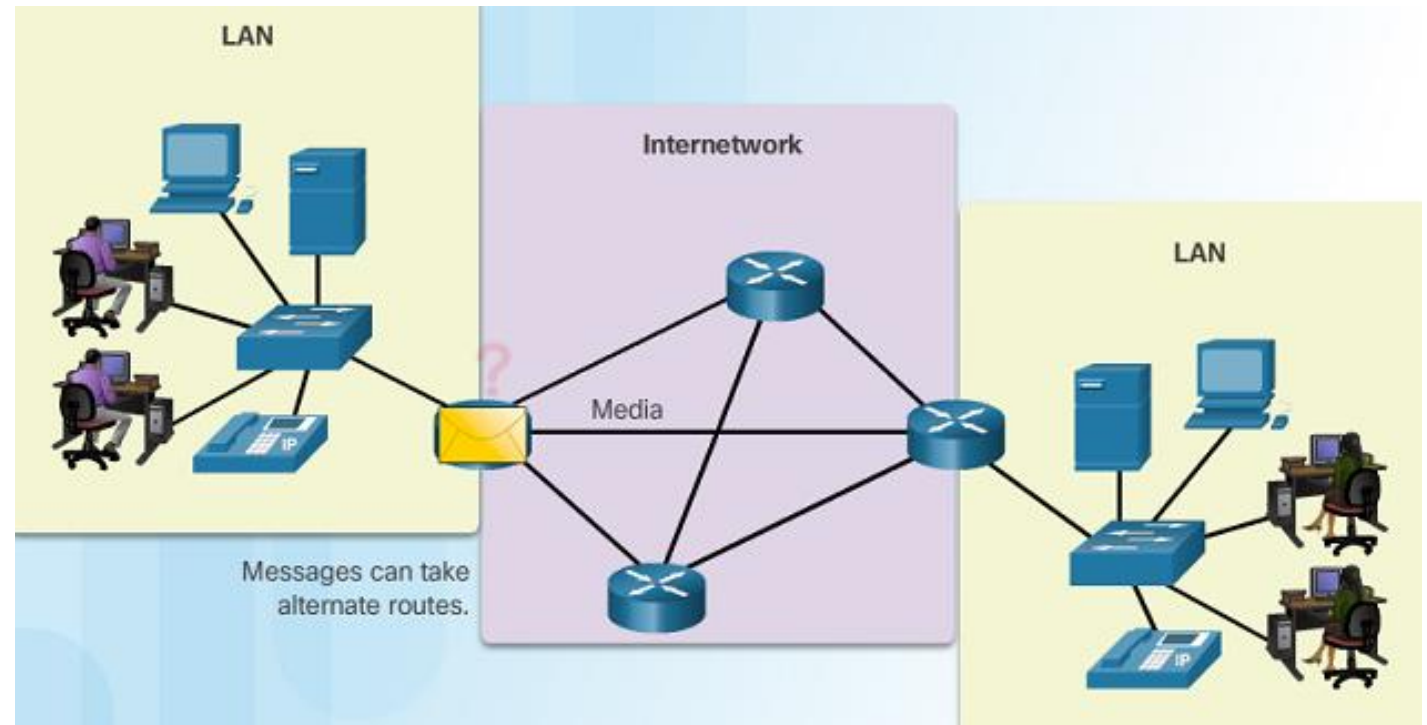 LAN
Internetwork
LAN
?
Media
IP
Messages can take
alternate routes.
IP